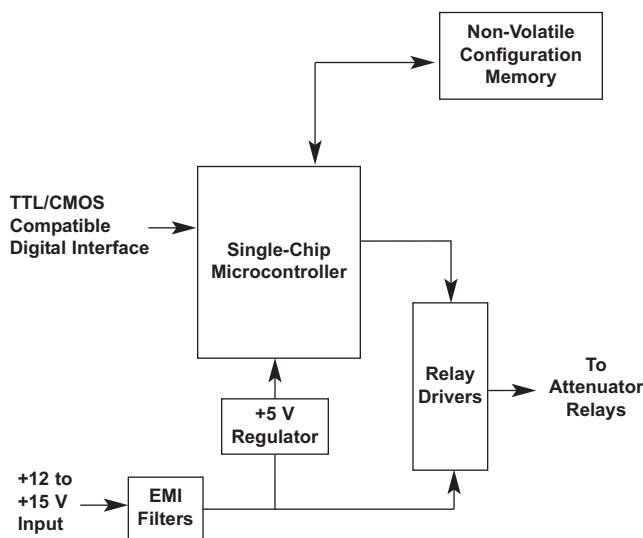 Non-Volatile
Configuration
Memory
TTL/CMOS
Compatible
Digital Interface
Single-Chip
Microcontroller
Relay
Drivers
To
Attenuator
Relays
+5 V
Regulator
+12 to
+15 V
Input
EMI
Filters